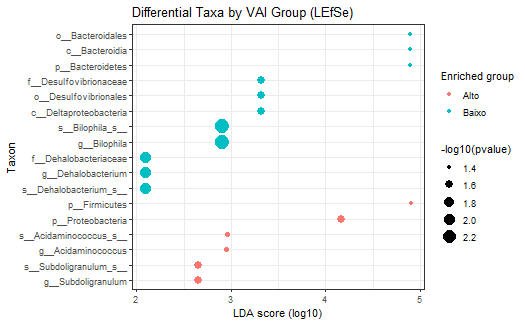 Differential Taxa by VAI Group (LEfSe)
Taxon
o__Bacteroidales
c__Bacteroidia
p__Bacteroidetes
f__Desulfovibrionaceae
o__Desulfovibrionales
c__Deltaproteobacteria
s__Bilophila_s__
g__Bilophila
f__Dehalobacteriaceae
g__Dehalobacterium
s__Dehalobacterium_s__
p__Firmicutes
p__Proteobacteria
s__Acidaminococcus_s__
g__Acidaminococcus
s__Subdoligranulum_s__
g__Subdoligranulum
2 3 4 5
LDA score (log10)
Enriched group
Alto
Baixo
-log10(pvalue)
1.4
1.6
1.8
2.0
2.2